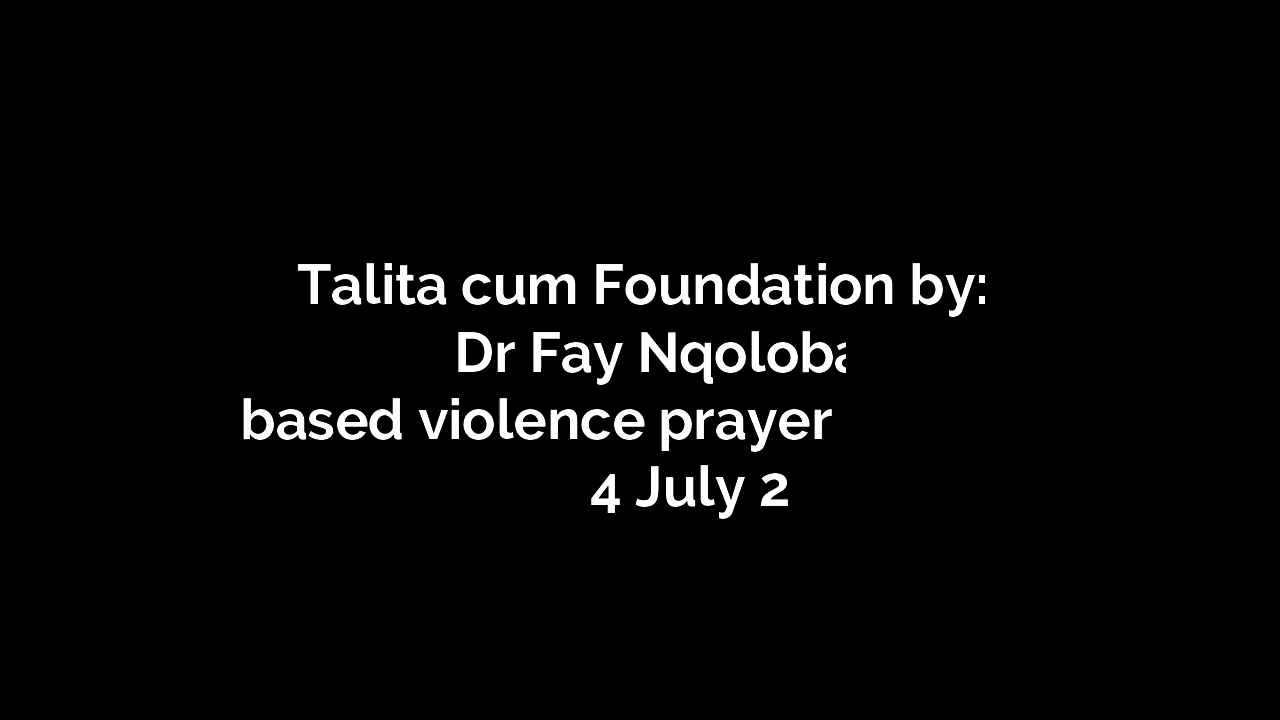 Talita cum Foundation by:
Dr Fay Nqoloba
based violence prayer
4 July 2